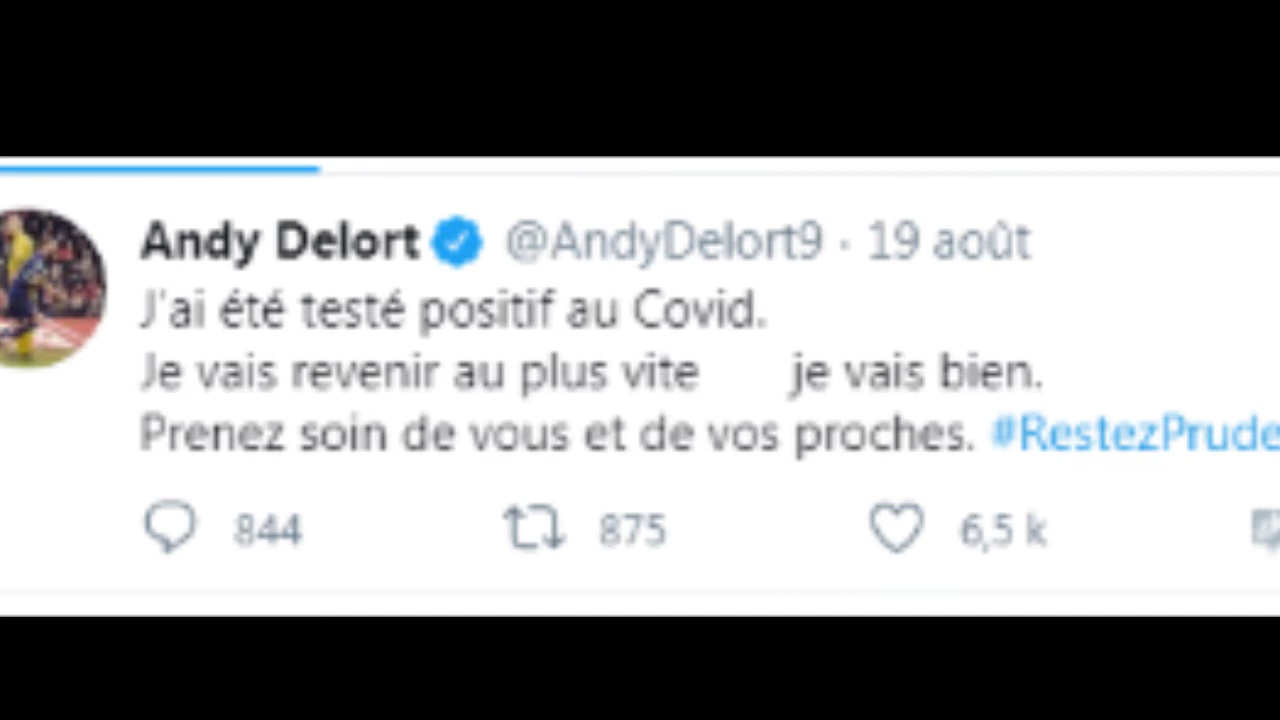 Andy Delort @AndyDelort9 · 19 août
J'ai été testé positif au Covid.
Je vais revenir au plus vite je vais bien.
Prenez soin de vous et de vos proches. #RestezPrude
844 875 6,5 k